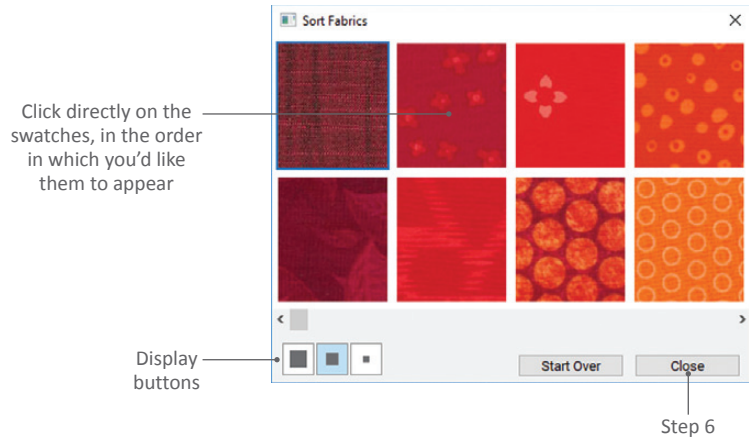 Sort Fabrics
Click directly on the
swatches, in the order
in which you'd like
them to appear
Display
buttons
Start Over
Close
Step 6